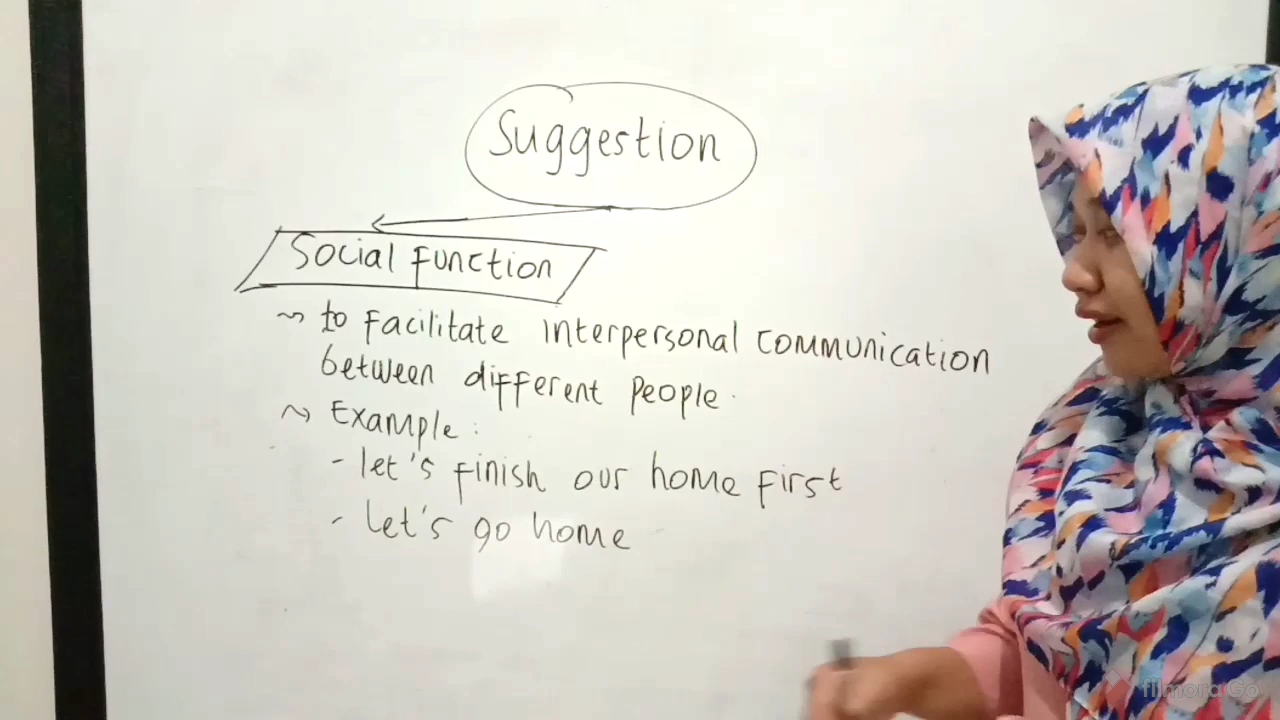 Suggestion
Social Function
~ to Facilitate interpersonal communication
between different people.
~ Example :
- let's finish our home First
- Let's go home
filmora Go